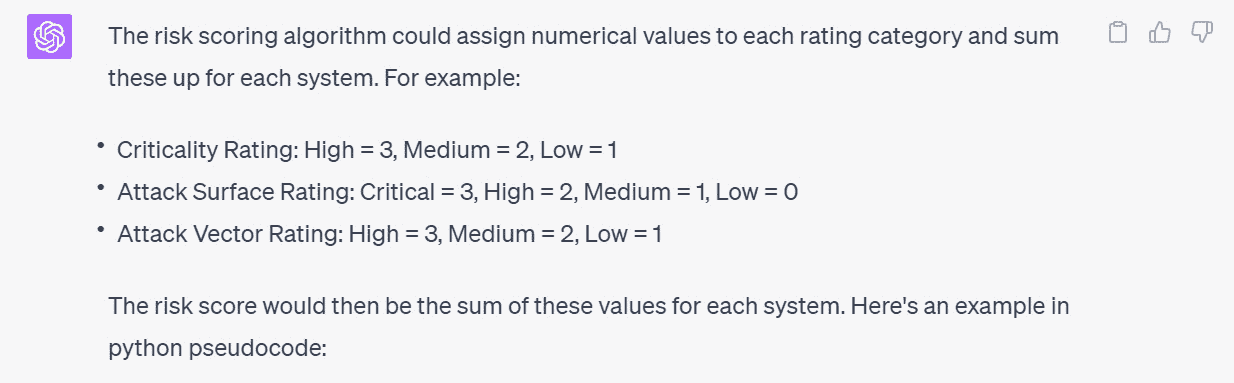 The risk scoring algorithm could assign numerical values to each rating category and sum
these up for each system. For example:
• Criticality Rating: High = 3, Medium = 2, Low = 1
• Attack Surface Rating: Critical = 3, High = 2, Medium = 1, Low = 0
• Attack Vector Rating: High = 3, Medium = 2, Low = 1
The risk score would then be the sum of these values for each system. Here's an example in
python pseudocode: